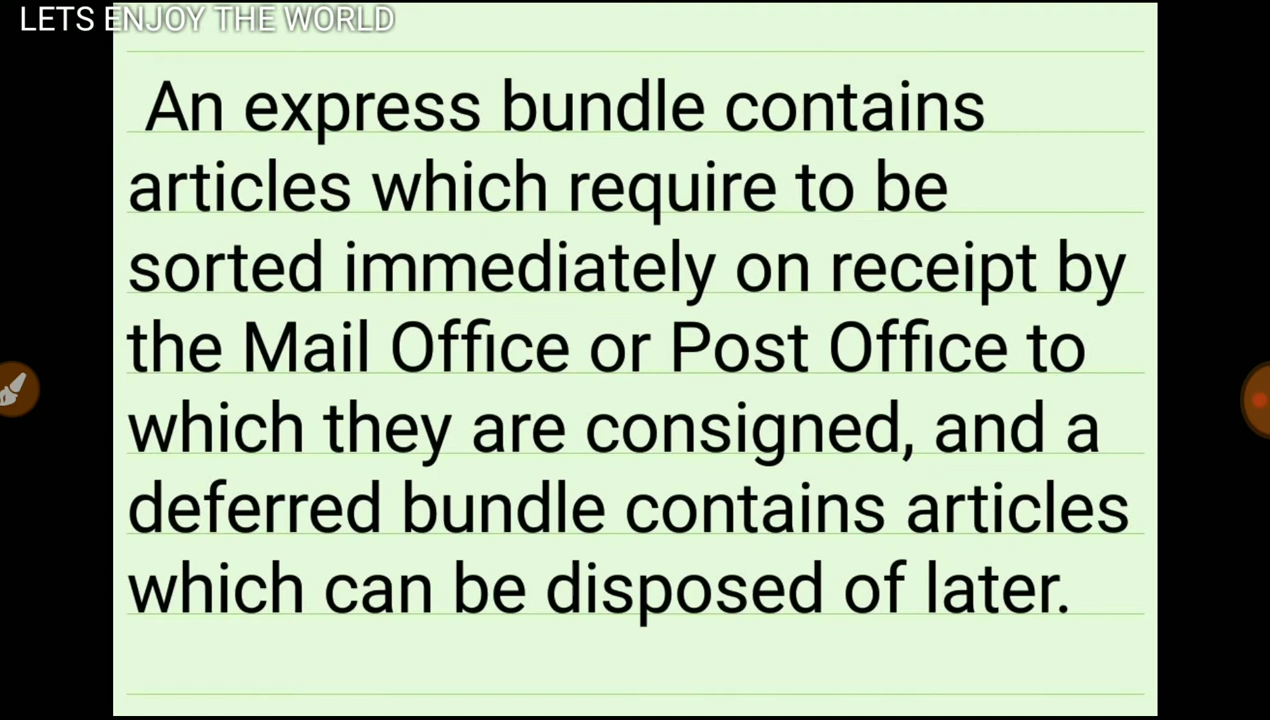 LETS ENJOY THE WORLD
An express bundle contains
articles which require to be
sorted immediately on receipt by
the Mail Office or Post Office to
which they are consigned, and a
deferred bundle contains articles
which can be disposed of later.